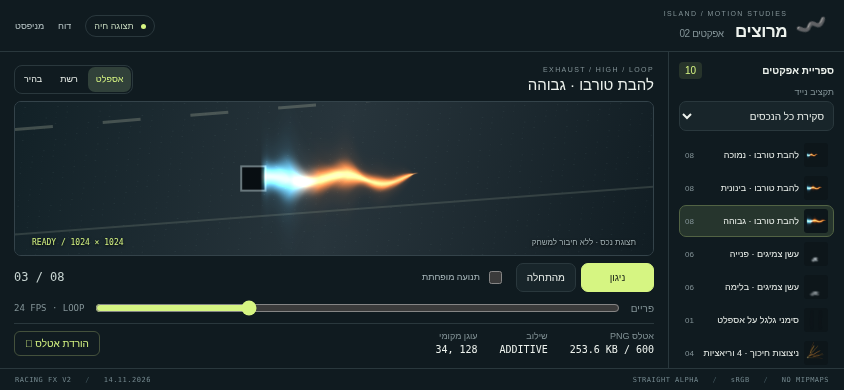 ISLAND / MOTION STUDIES
מרוצים אפקטים 02
תצוגה חיה
דוח
מניפסט
ספריית אפקטים 10
תקציב נייד
סקירת כל הנכסים
להבת טורבו · נמוכה 08
להבת טורבו · בינונית 08
להבת טורבו · גבוהה 08
עשן צמיגים · פנייה 06
עשן צמיגים · בלימה 06
סימני גלגל על אספלט 01
ניצוצות חיכוך · 4 וריאציות 04
EXHAUST / HIGH / LOOP
להבת טורבו · גבוהה
אספלט
רשת
בהיר
READY / 1024 × 1024
תצוגת נכס · ללא חיבור למשחק
ניגון
מהתחלה
תנועה מופחתת
03 / 08
פריים
24 FPS · LOOP
אטלס PNG
253.6 KB / 600
שילוב
ADDITIVE
עוגן מקומי
34, 128
הורדת אטלס
RACING FX V2 / 14.11.2026
STRAIGHT ALPHA / sRGB / NO MIPMAPS